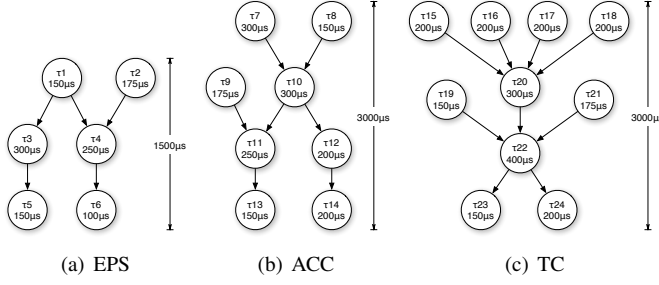 τ1
150μs
τ2
175μs
τ3
300μs
τ4
250μs
τ5
150μs
τ6
100μs
1500μs
(a) EPS
τ7
300μs
τ8
150μs
τ9
175μs
τ10
300μs
τ11
250μs
τ12
200μs
τ13
150μs
τ14
200μs
3000μs
(b) ACC
τ15
200μs
τ16
200μs
τ17
200μs
τ18
200μs
τ19
150μs
τ20
300μs
τ21
175μs
τ22
400μs
τ23
150μs
τ24
200μs
3000μs
(c) TC